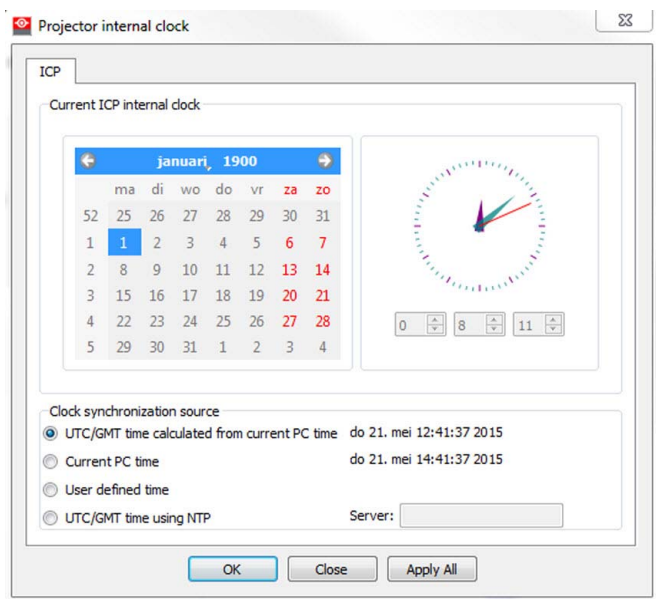 Projector internal clock
ICP
Current ICP internal clock
januari, 1900
ma di wo do vr za zo
52 25 26 27 28 29 30 31
1 1 2 3 4 5 6 7
2 8 9 10 11 12 13 14
3 15 16 17 18 19 20 21
4 22 23 24 25 26 27 28
5 29 30 31 1 2 3 4
0 8 11
Clock synchronization source
UTC/GMT time calculated from current PC time do 21. mei 12:41:37 2015
Current PC time do 21. mei 14:41:37 2015
User defined time
UTC/GMT time using NTP Server:
OK Close Apply All